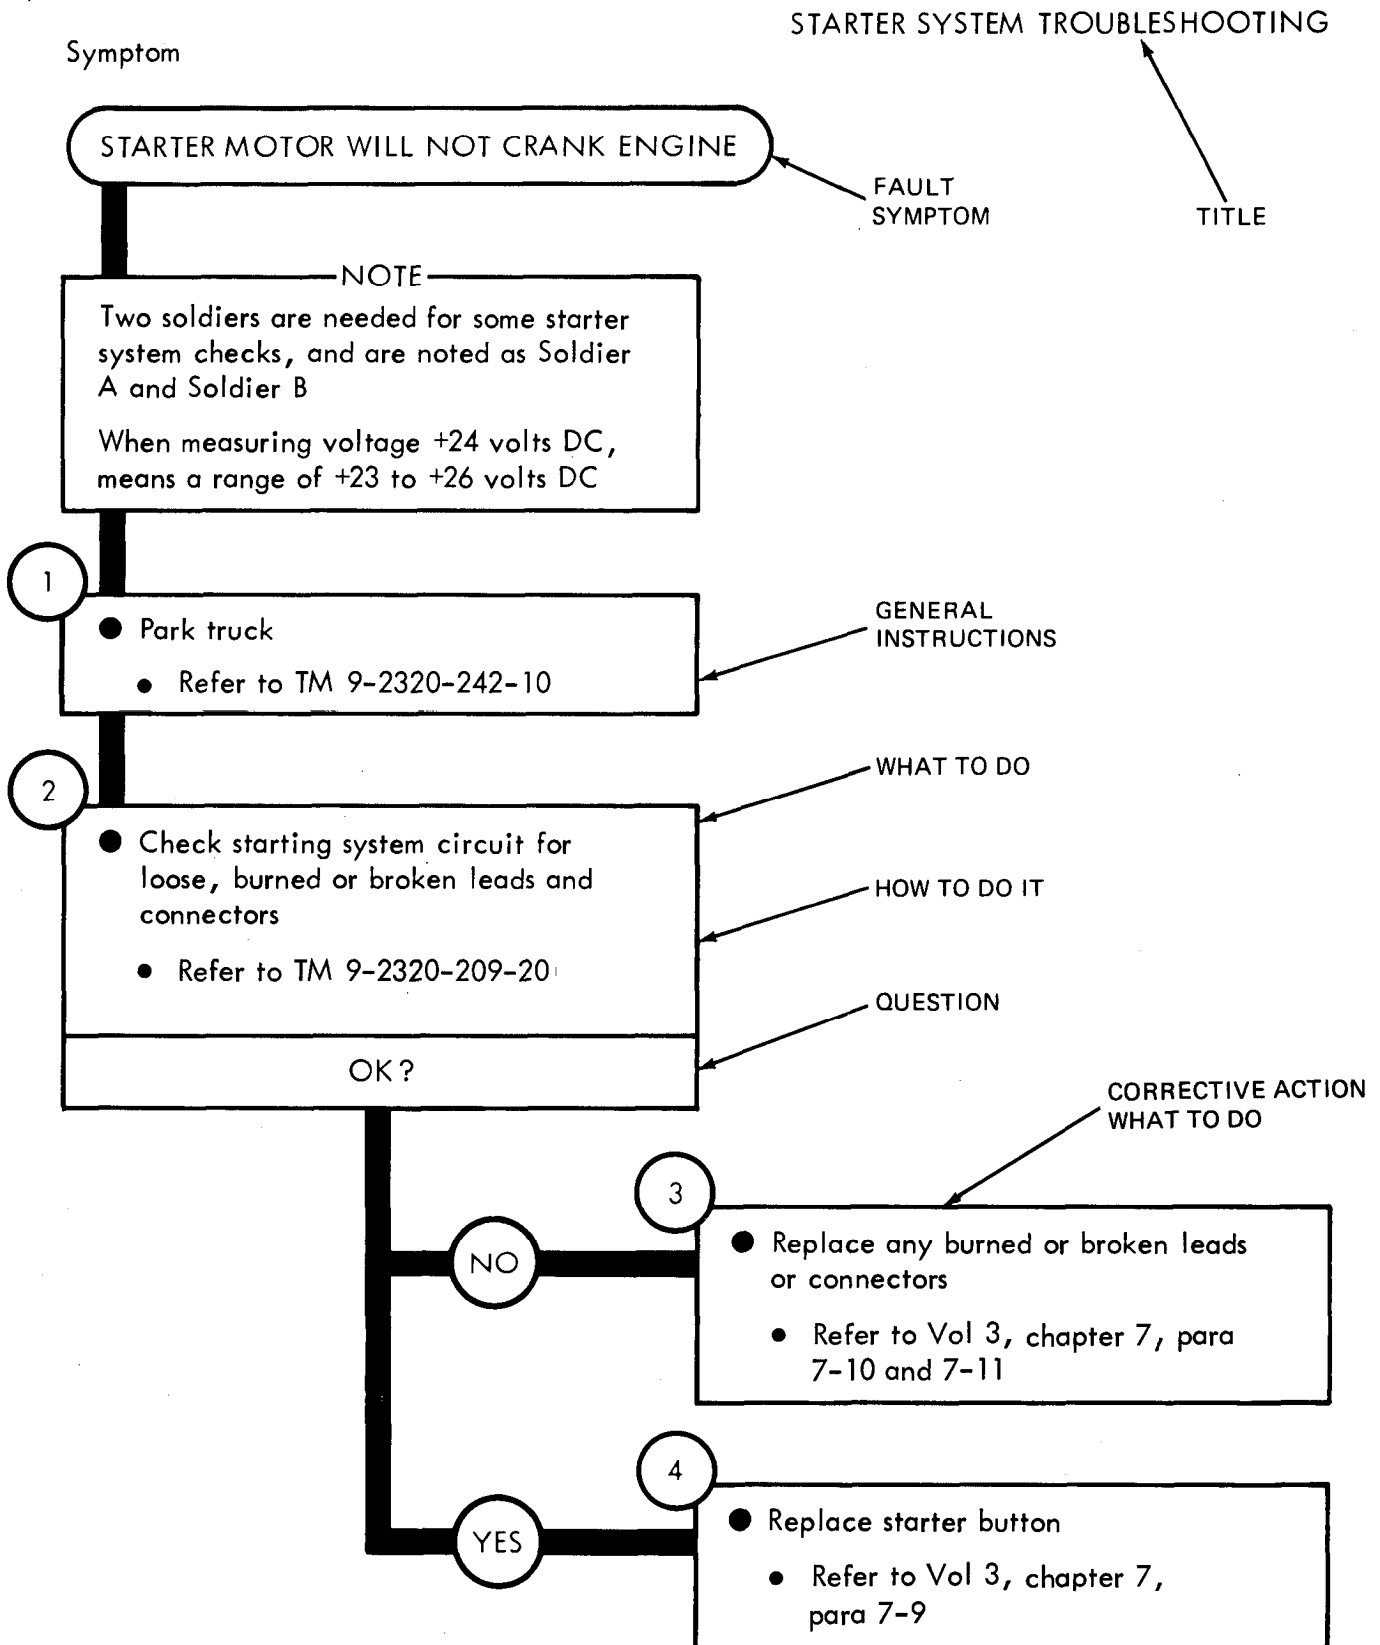 STARTER SYSTEM TROUBLESHOOTING
Symptom
STARTER MOTOR WILL NOT CRANK ENGINE
FAULT
SYMPTOM
TITLE
NOTE
Two soldiers are needed for some starter
system checks, and are noted as Soldier
A and Soldier B
When measuring voltage +24 volts DC,
means a range of +23 to +26 volts DC
1
● Park truck
● Refer to TM 9-2320-242-10
GENERAL
INSTRUCTIONS
2
● Check starting system circuit for
loose, burned or broken leads and
connectors
● Refer to TM 9-2320-209-20
OK?
WHAT TO DO
HOW TO DO IT
QUESTION
CORRECTIVE ACTION
WHAT TO DO
NO
3
● Replace any burned or broken leads
or connectors
● Refer to Vol 3, chapter 7, para
7-10 and 7-11
YES
4
● Replace starter button
● Refer to Vol 3, chapter 7,
para 7-9